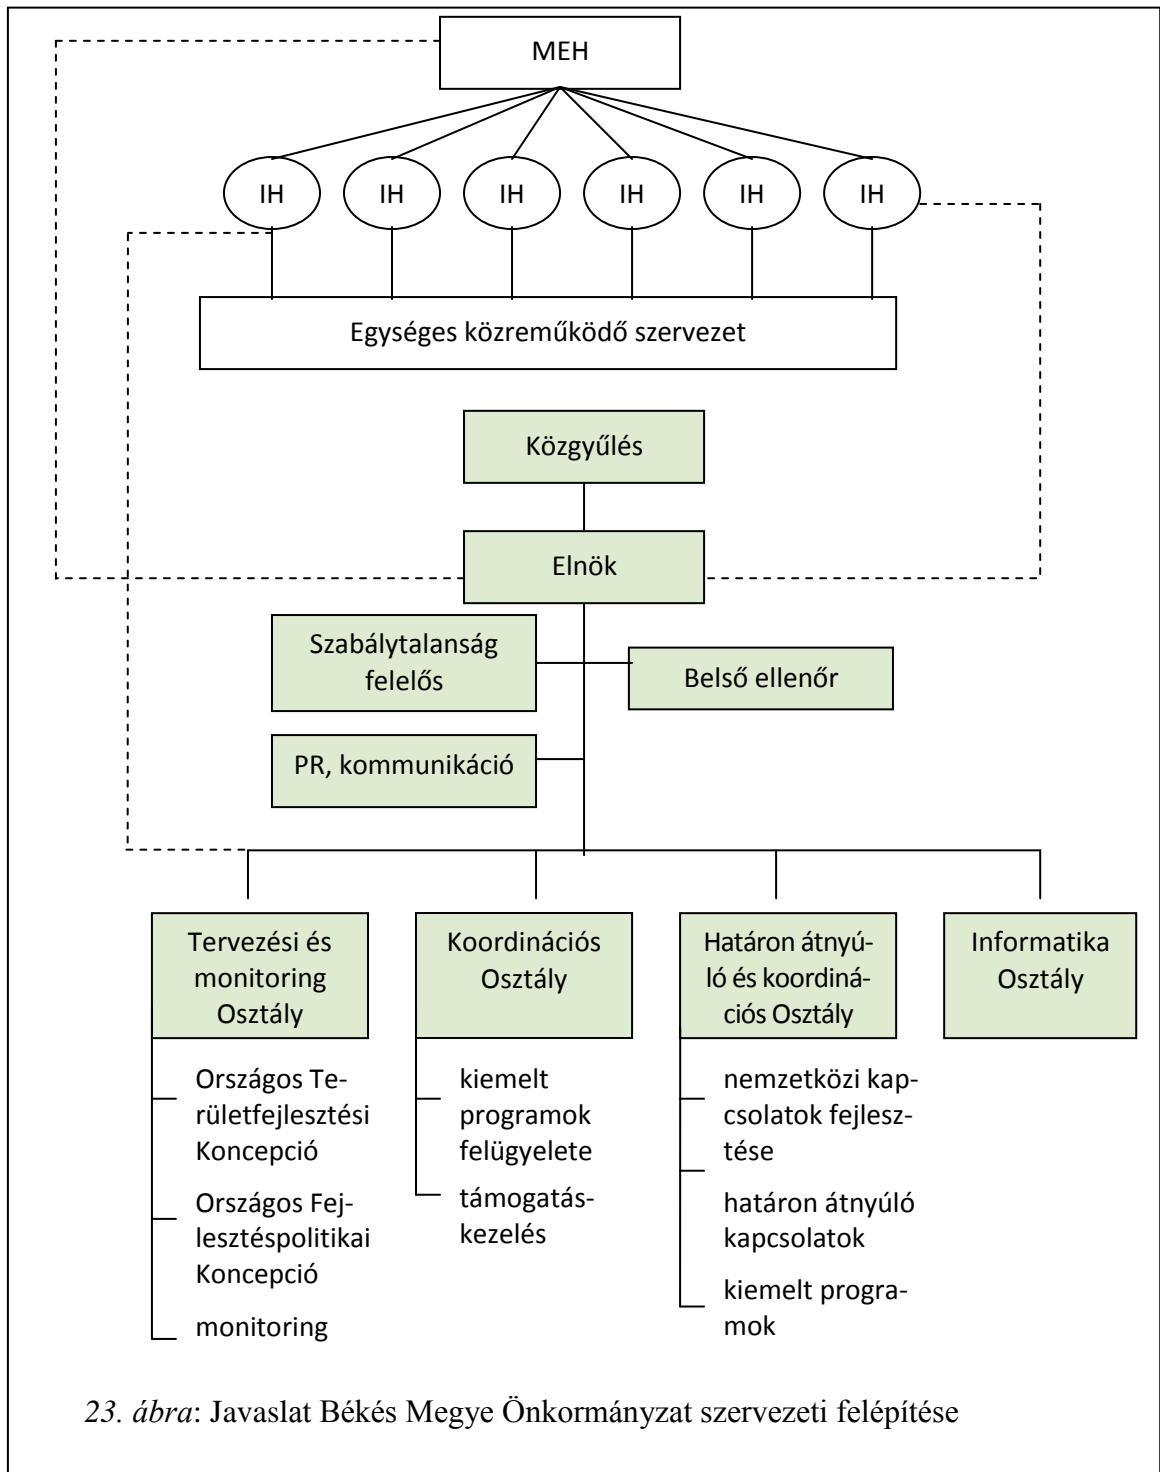 MEH
IH IH IH IH IH IH
Egységes közreműködő szervezet
Közgyűlés
Elnök
Szabálytalanság
felelős
Belső ellenőr
PR, kommunikáció
Tervezési és
monitoring
Osztály
Országos Te-
rületfejlesztési
Koncepció
Országos Fej-
lesztéspolitikai
Koncepció
monitoring
Koordinációs
Osztály
kiemelt
programok
felügyelete
támogatás-
kezelés
Határon átnyú-
ló és koordiná-
ciós Osztály
nemzetközi kap-
csolatok fejlesz-
tése
határon átnyúló
kapcsolatok
kiemelt progra-
mok
Informatika
Osztály
23. ábra: Javaslat Békés Megye Önkormányzat szervezeti felépítése